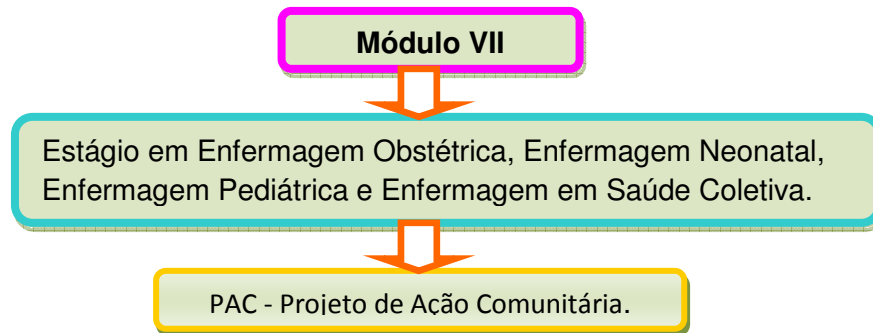 Módulo VII
Estágio em Enfermagem Obstétrica, Enfermagem Neonatal,
Enfermagem Pediátrica e Enfermagem em Saúde Coletiva.
PAC - Projeto de Ação Comunitária.